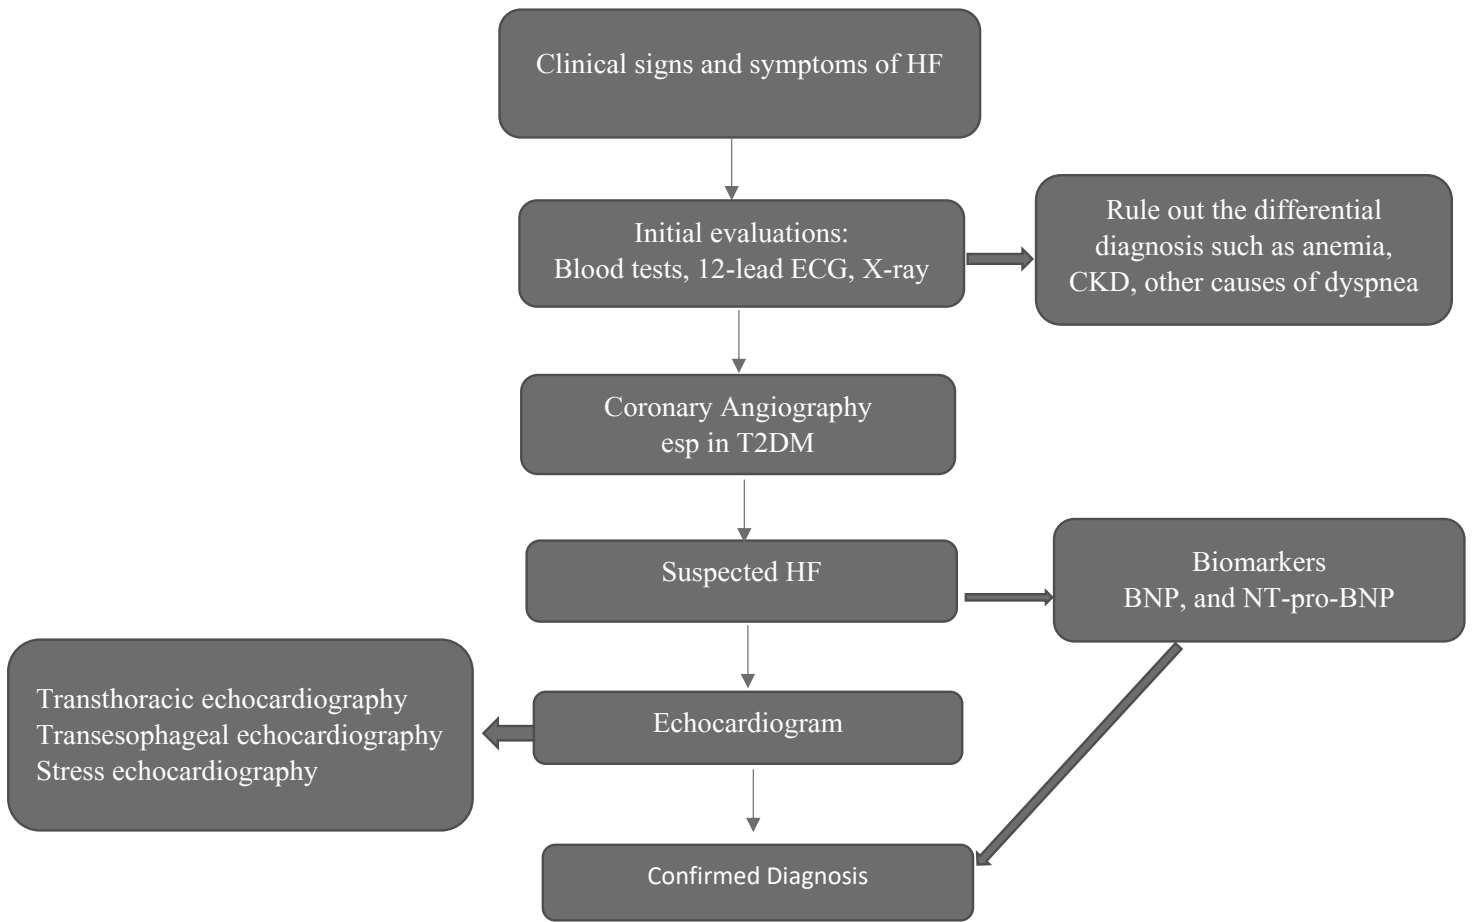 Clinical signs and symptoms of HF
Initial evaluations:
Blood tests, 12-lead ECG, X-ray
Rule out the differential
diagnosis such as anemia,
CKD, other causes of dyspnea
Coronary Angiography
esp in T2DM
Suspected HF
Biomarkers
BNP, and NT-pro-BNP
Transthoracic echocardiography
Transesophageal echocardiography
Stress echocardiography
Echocardiogram
Confirmed Diagnosis